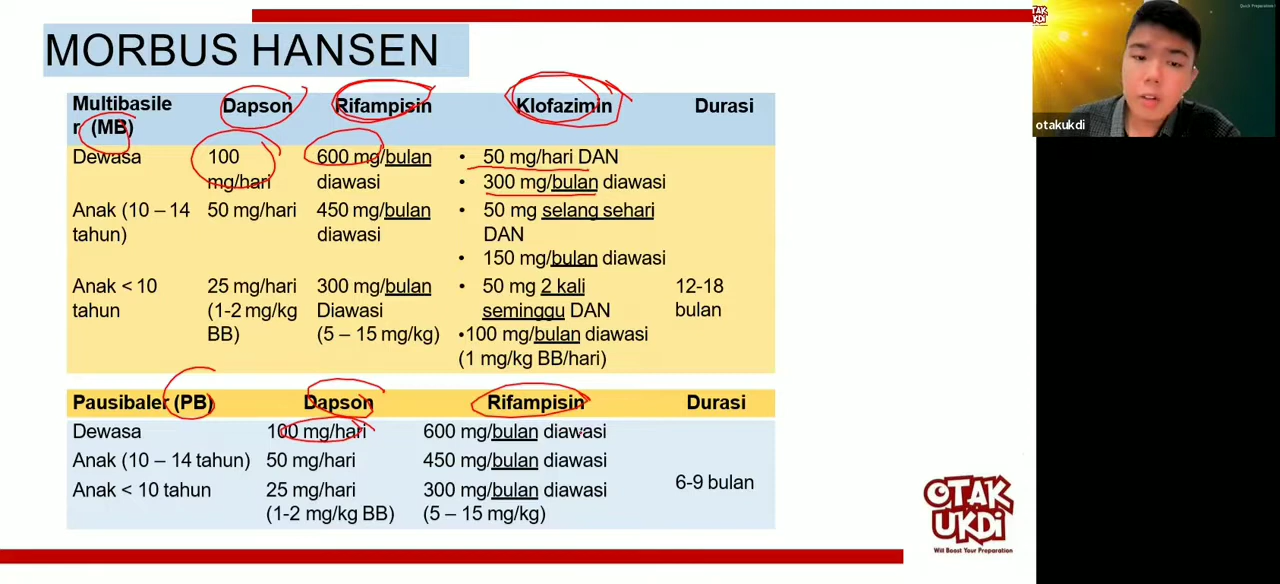 MORBUS HANSEN
Multibasile Dapson Rifampisin Klofazimin Durasi
r (MB)
Dewasa 100 600 mg/bulan • 50 mg/hari DAN
mg/hari diawasi • 300 mg/bulan diawasi
Anak (10 – 14 50 mg/hari 450 mg/bulan • 50 mg selang sehari
tahun) diawasi DAN
• 150 mg/bulan diawasi
Anak < 10 25 mg/hari 300 mg/bulan • 50 mg 2 kali 12-18
tahun (1-2 mg/kg Diawasi seminggu DAN bulan
BB) (5 – 15 mg/kg) •100 mg/bulan diawasi
(1 mg/kg BB/hari)
Pausibaler (PB) Dapson Rifampisin Durasi
Dewasa 100 mg/hari 600 mg/bulan diawasi
Anak (10 – 14 tahun) 50 mg/hari 450 mg/bulan diawasi
Anak < 10 tahun 25 mg/hari 300 mg/bulan diawasi 6-9 bulan
(1-2 mg/kg BB) (5 – 15 mg/kg)
OTAK
UKDi
Will Boost Your Preparation
OTAK
UKDi
otakukdi
Quick Preparation